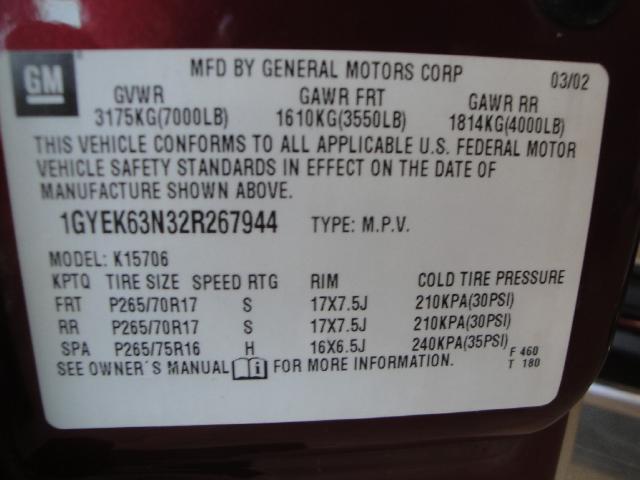 GM
MFD BY GENERAL MOTORS CORP 03/02
GVWR GAWR FRT GAWR RR
3175KG(7000LB) 1610KG(3550LB) 1814KG(4000LB)
THIS VEHICLE CONFORMS TO ALL APPLICABLE U.S. FEDERAL MOTOR
VEHICLE SAFETY STANDARDS IN EFFECT ON THE DATE OF
MANUFACTURE SHOWN ABOVE.
1GYEK63N32R267944 TYPE: M.P.V.
MODEL: K15706
KPTQ TIRE SIZE SPEED RTG RIM COLD TIRE PRESSURE
FRT P265/70R17 S 17X7.5J 210KPA(30PSI)
RR P265/70R17 S 17X7.5J 210KPA(30PSI)
SPA P265/75R16 H 16X6.5J 240KPA(35PSI) F 460
SEE OWNER'S MANUAL i FOR MORE INFORMATION. T 180